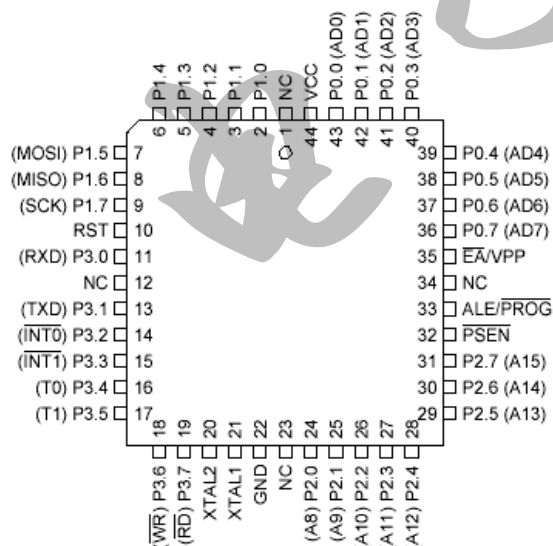 P1.4
P1.3
P1.2
P1.1
P1.0
NC
VCC
P0.0 (AD0)
P0.1 (AD1)
P0.2 (AD2)
P0.3 (AD3)
6
5
4
3
2
1
44
43
42
41
40
(MOSI) P1.5 7
(MISO) P1.6 8
(SCK) P1.7 9
RST 10
(RXD) P3.0 11
NC 12
(TXD) P3.1 13
(INT0) P3.2 14
(INT1) P3.3 15
(T0) P3.4 16
(T1) P3.5 17
39 P0.4 (AD4)
38 P0.5 (AD5)
37 P0.6 (AD6)
36 P0.7 (AD7)
35 EA/VPP
34 NC
33 ALE/PROG
32 PSEN
31 P2.7 (A15)
30 P2.6 (A14)
29 P2.5 (A13)
18
19
20
21
22
23
24
25
26
27
28
(WR) P3.6
(RD) P3.7
XTAL2
XTAL1
GND
NC
(A8) P2.0
(A9) P2.1
(A10) P2.2
(A11) P2.3
(A12) P2.4